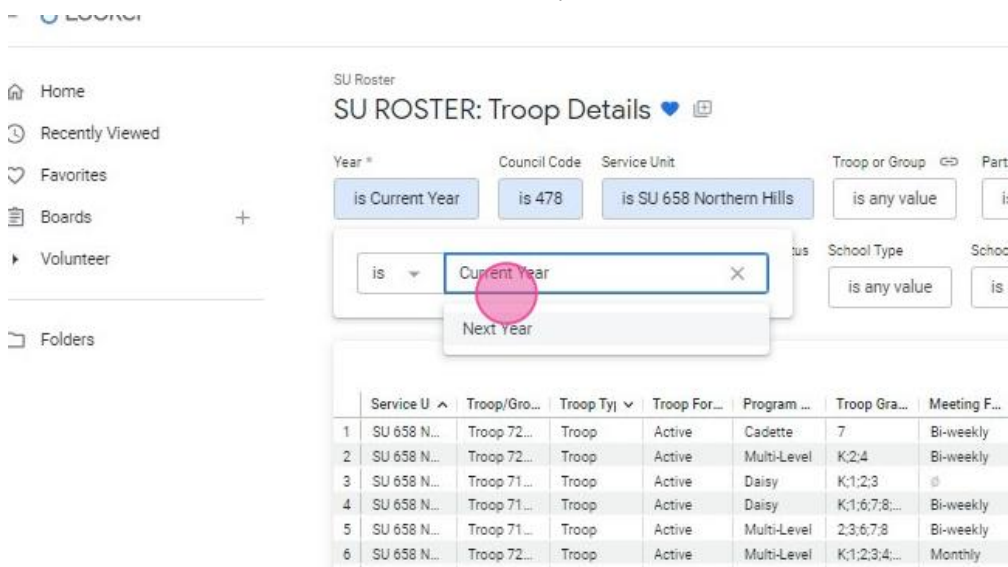 Home
Recently Viewed
Favorites
Boards +
Volunteer
Folders
SU Roster
SU ROSTER: Troop Details
Year * Council Code Service Unit Troop or Group Part
is Current Year is 478 is SU 658 Northern Hills is any value
tus School Type Schoo
is any value is
is Current Year
Next Year
Service U Troop/Gro... Troop Ty Troop For... Program ... Troop Gra... Meeting F...
1 SU 658 N... Troop 72... Troop Active Cadette 7 Bi-weekly
2 SU 658 N... Troop 72... Troop Active Multi-Level K;2;4 Bi-weekly
3 SU 658 N... Troop 71... Troop Active Daisy K;1;2;3 ∅
4 SU 658 N... Troop 71... Troop Active Daisy K;1;6;7;8;... Bi-weekly
5 SU 658 N... Troop 71... Troop Active Multi-Level 2;3;6;7;8 Bi-weekly
6 SU 658 N... Troop 72... Troop Active Multi-Level K;1;2;3;4;... Monthly